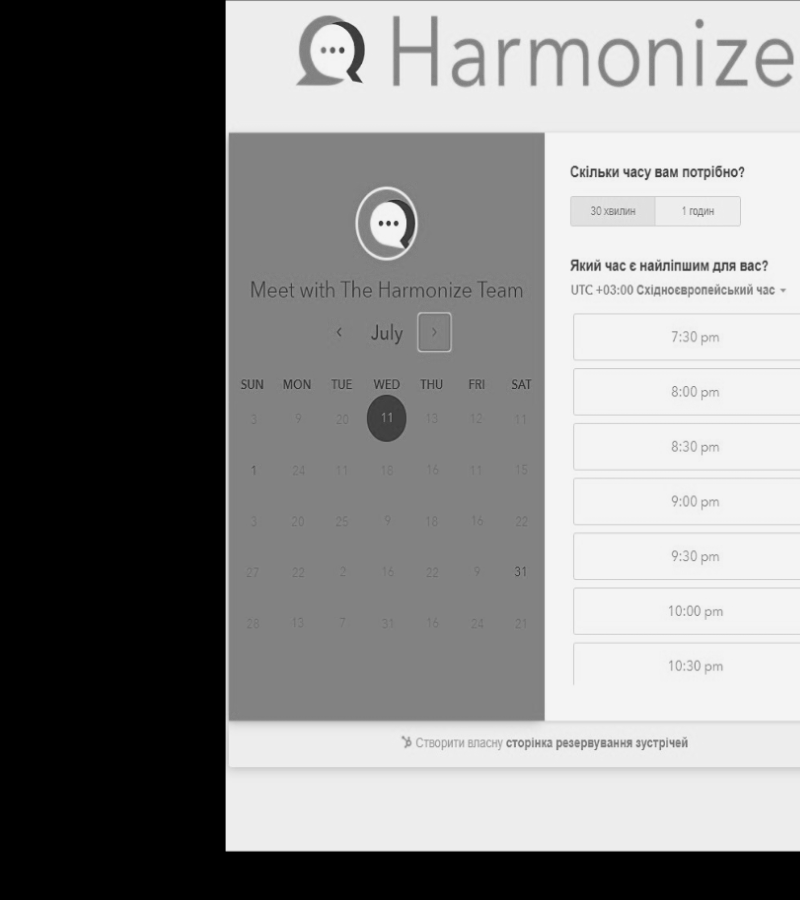 Harmonize
Meet with The Harmonize Team
July
SUN MON TUE WED THU FRI SAT
3 9 20 11 13 12 11
1 24 11 18 16 11 15
3 20 25 9 18 16 22
27 22 2 16 22 9 31
28 13 7 31 16 24 21
Скільки часу вам потрібно?
30 хвилин 1 годин
Який час є найліпшим для вас?
UTC +03:00 Східноєвропейський час
7:30 pm
8:00 pm
8:30 pm
9:00 pm
9:30 pm
10:00 pm
10:30 pm
Створити власну сторінка резервування зустрічей